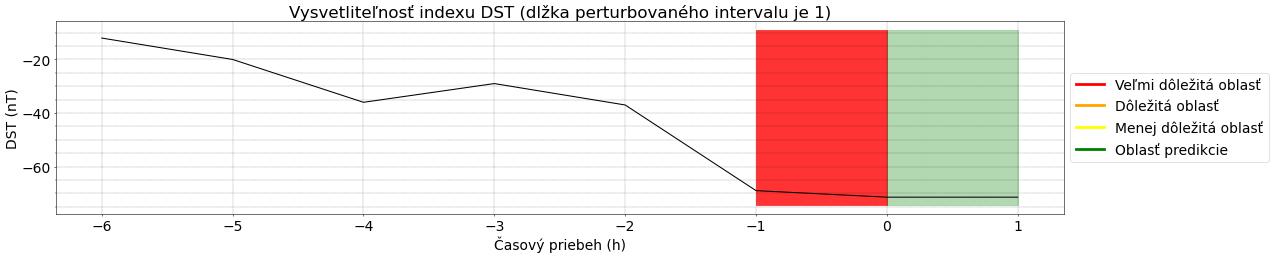 Vysvetliteľnosť indexu DST (dĺžka perturbovaného intervalu je 1)
DST (nT)
−20
−40
−60
−6 −5 −4 −3 −2 −1 0 1
Časový priebeh (h)
Veľmi dôležitá oblasť
Dôležitá oblasť
Menej dôležitá oblasť
Oblasť predikcie